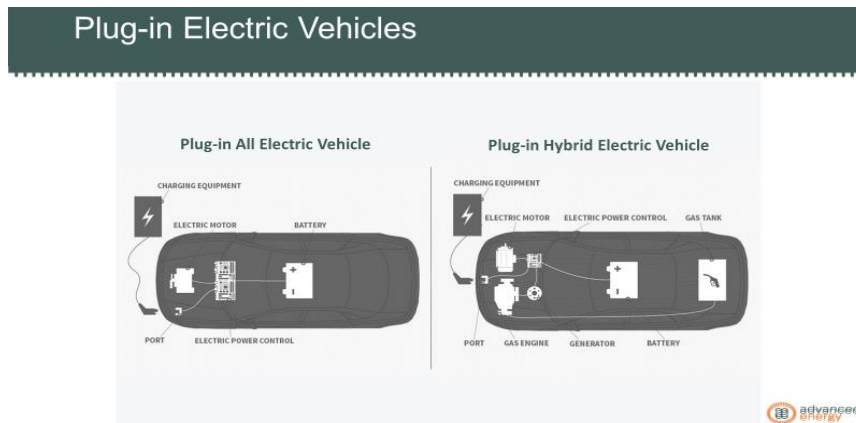 Plug-in Electric Vehicles
Plug-in All Electric Vehicle
CHARGING EQUIPMENT
ELECTRIC MOTOR
BATTERY
PORT
ELECTRIC POWER CONTROL
Plug-in Hybrid Electric Vehicle
CHARGING EQUIPMENT
ELECTRIC MOTOR
ELECTRIC POWER CONTROL
GAS TANK
PORT
GAS ENGINE
GENERATOR
BATTERY
ae
advanced
energy